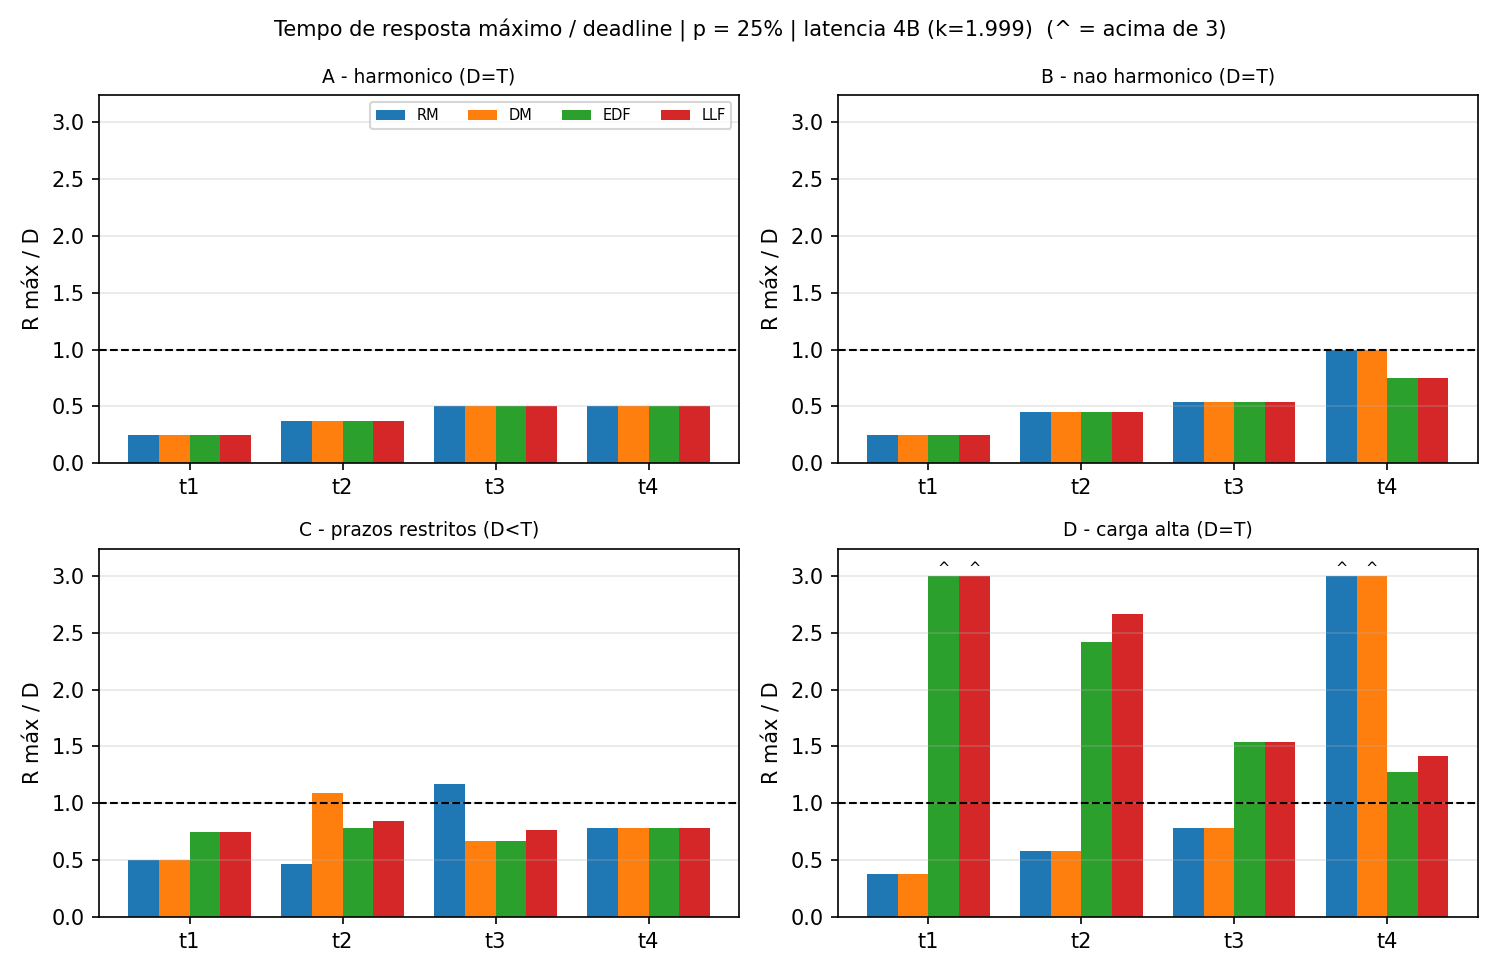 Tempo de resposta máximo / deadline | p = 25% | latencia 4B (k=1.999)  (^ = acima de 3)
A - harmonico (D=T)
R máx / D
3.0
2.5
2.0
1.5
1.0
0.5
0.0
RM DM EDF LLF
t1 t2 t3 t4
B - nao harmonico (D=T)
R máx / D
3.0
2.5
2.0
1.5
1.0
0.5
0.0
t1 t2 t3 t4
C - prazos restritos (D<T)
R máx / D
3.0
2.5
2.0
1.5
1.0
0.5
0.0
t1 t2 t3 t4
D - carga alta (D=T)
R máx / D
^ ^ ^ ^
3.0
2.5
2.0
1.5
1.0
0.5
0.0
t1 t2 t3 t4